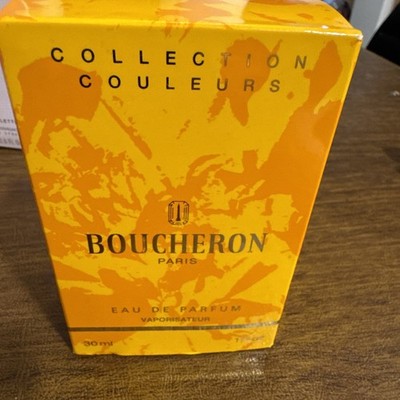 COLLECTION
COULEURS
BOUCHERON
PARIS
EAU DE PARFUM
VAPORISATEUR
30 ml